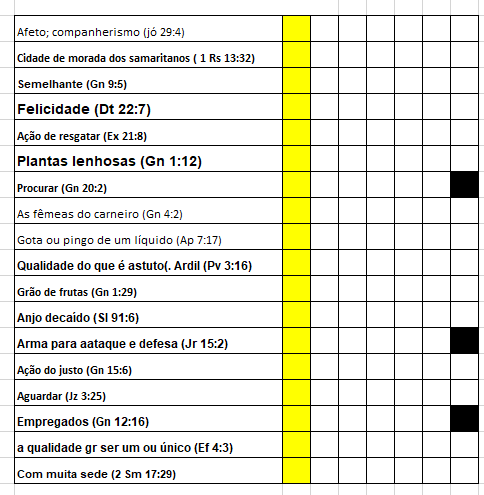 Afeto; companherismo (jó 29:4)
Cidade de morada dos samaritanos ( 1 Rs 13:32)
Semelhante (Gn 9:5)
Felicidade (Dt 22:7)
Ação de resgatar (Ex 21:8)
Plantas lenhosas (Gn 1:12)
Procurar (Gn 20:2)
As fêmeas do carneiro (Gn 4:2)
Gota ou pingo de um líquido (Ap 7:17)
Qualidade do que é astuto(. Ardil (Pv 3:16)
Grão de frutas (Gn 1:29)
Anjo decaído (Sl 91:6)
Arma para aataque e defesa (Jr 15:2)
Ação do justo (Gn 15:6)
Aguardar (Jz 3:25)
Empregados (Gn 12:16)
a qualidade gr ser um ou único (Ef 4:3)
Com muita sede (2 Sm 17:29)